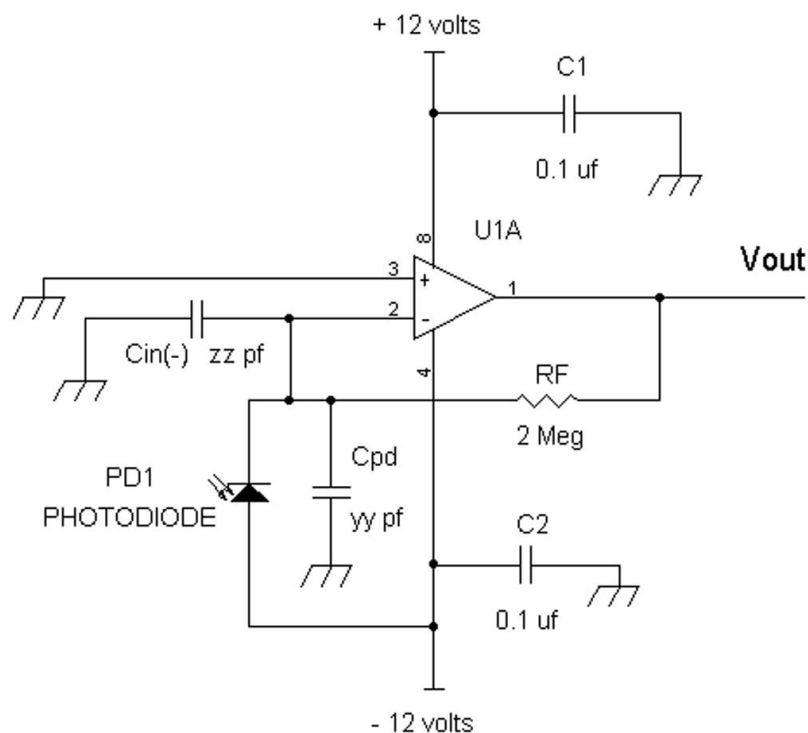 + 12 volts
C1
0.1 uf
8
U1A
Vout
3
+
1
2
-
Cin(-) zz pf
4
RF
2 Meg
Cpd
PD1
PHOTODIODE
yy pf
C2
0.1 uf
- 12 volts